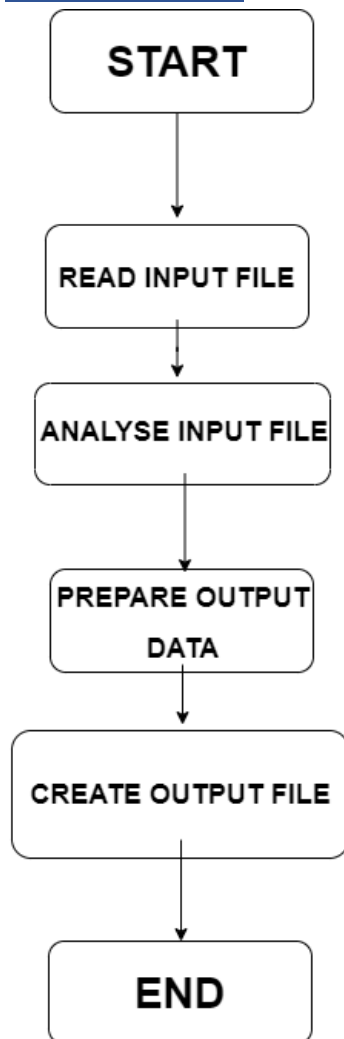 START
READ INPUT FILE
ANALYSE INPUT FILE
PREPARE OUTPUT
DATA
CREATE OUTPUT FILE
END